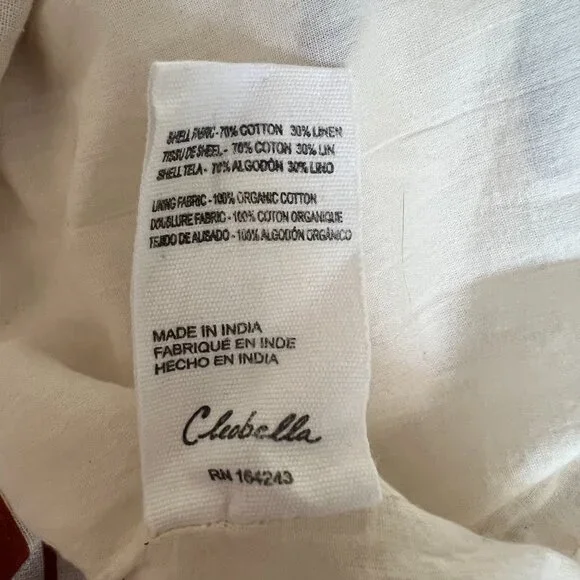 SHELL FABRIC - 70% COTTON 30% LINEN
TISSU DE SHEEL - 70% COTON 30% LIN
SHELL TELA - 70% ALGODÓN 30% LINO
LINING FABRIC - 100% ORGANIC COTTON
DOUBLURE FABRIC - 100% COTON ORGANIQUE
TEJIDO DE ALISADO - 100% ALGODÓN ORGÁNICO
MADE IN INDIA
FABRIQUÉ EN INDE
HECHO EN INDIA
Cleobella
RN 164243